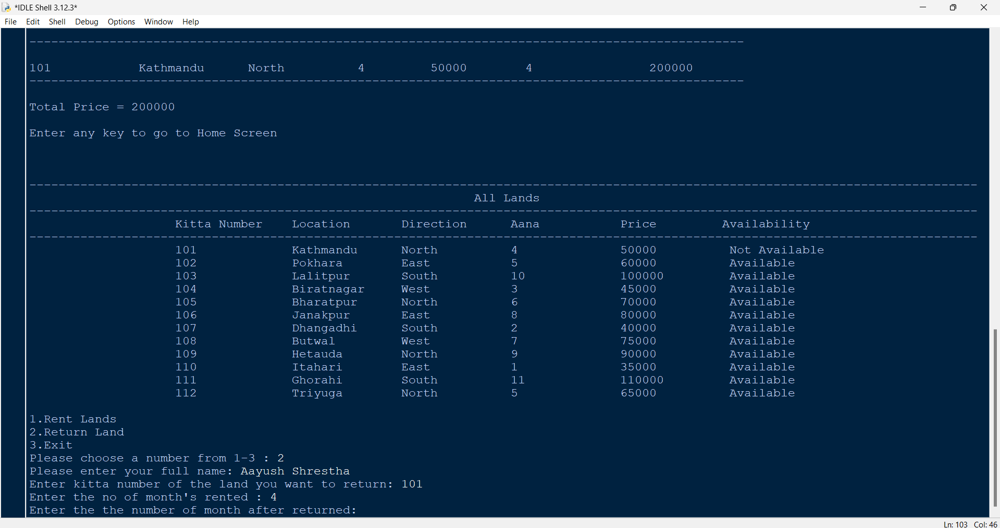 *IDLE Shell 3.12.3*
File Edit Shell Debug Options Window Help
101 Kathmandu North 4 50000 4 200000
Total Price = 200000
Enter any key to go to Home Screen
All Lands
Kitta Number Location Direction Aana Price Availability
101 Kathmandu North 4 50000 Not Available
102 Pokhara East 5 60000 Available
103 Lalitpur South 10 100000 Available
104 Biratnagar West 3 45000 Available
105 Bharatpur North 6 70000 Available
106 Janakpur East 8 80000 Available
107 Dhangadhi South 2 40000 Available
108 Butwal West 7 75000 Available
109 Hetauda North 9 90000 Available
110 Itahari East 1 35000 Available
111 Ghorahi South 11 110000 Available
112 Triyuga North 5 65000 Available
1.Rent Lands
2.Return Land
3.Exit
Please choose a number from 1-3 : 2
Please enter your full name: Aayush Shrestha
Enter kitta number of the land you want to return: 101
Enter the no of month's rented : 4
Enter the the number of month after returned:
Ln: 103 Col: 46